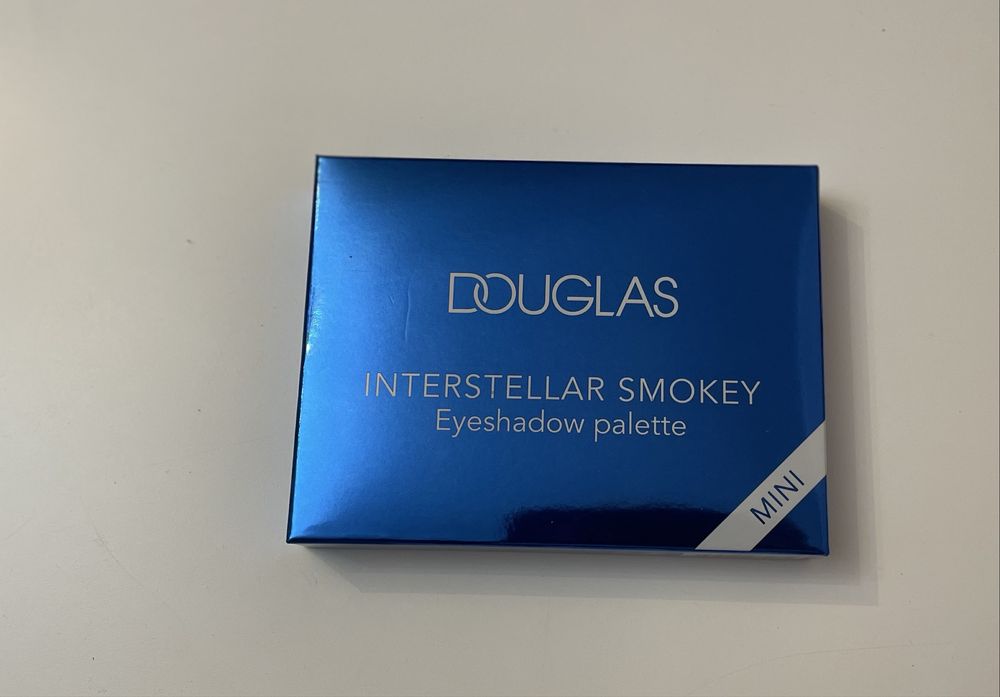 DOUGLAS
INTERSTELLAR SMOKEY
Eyeshadow palette
MINI